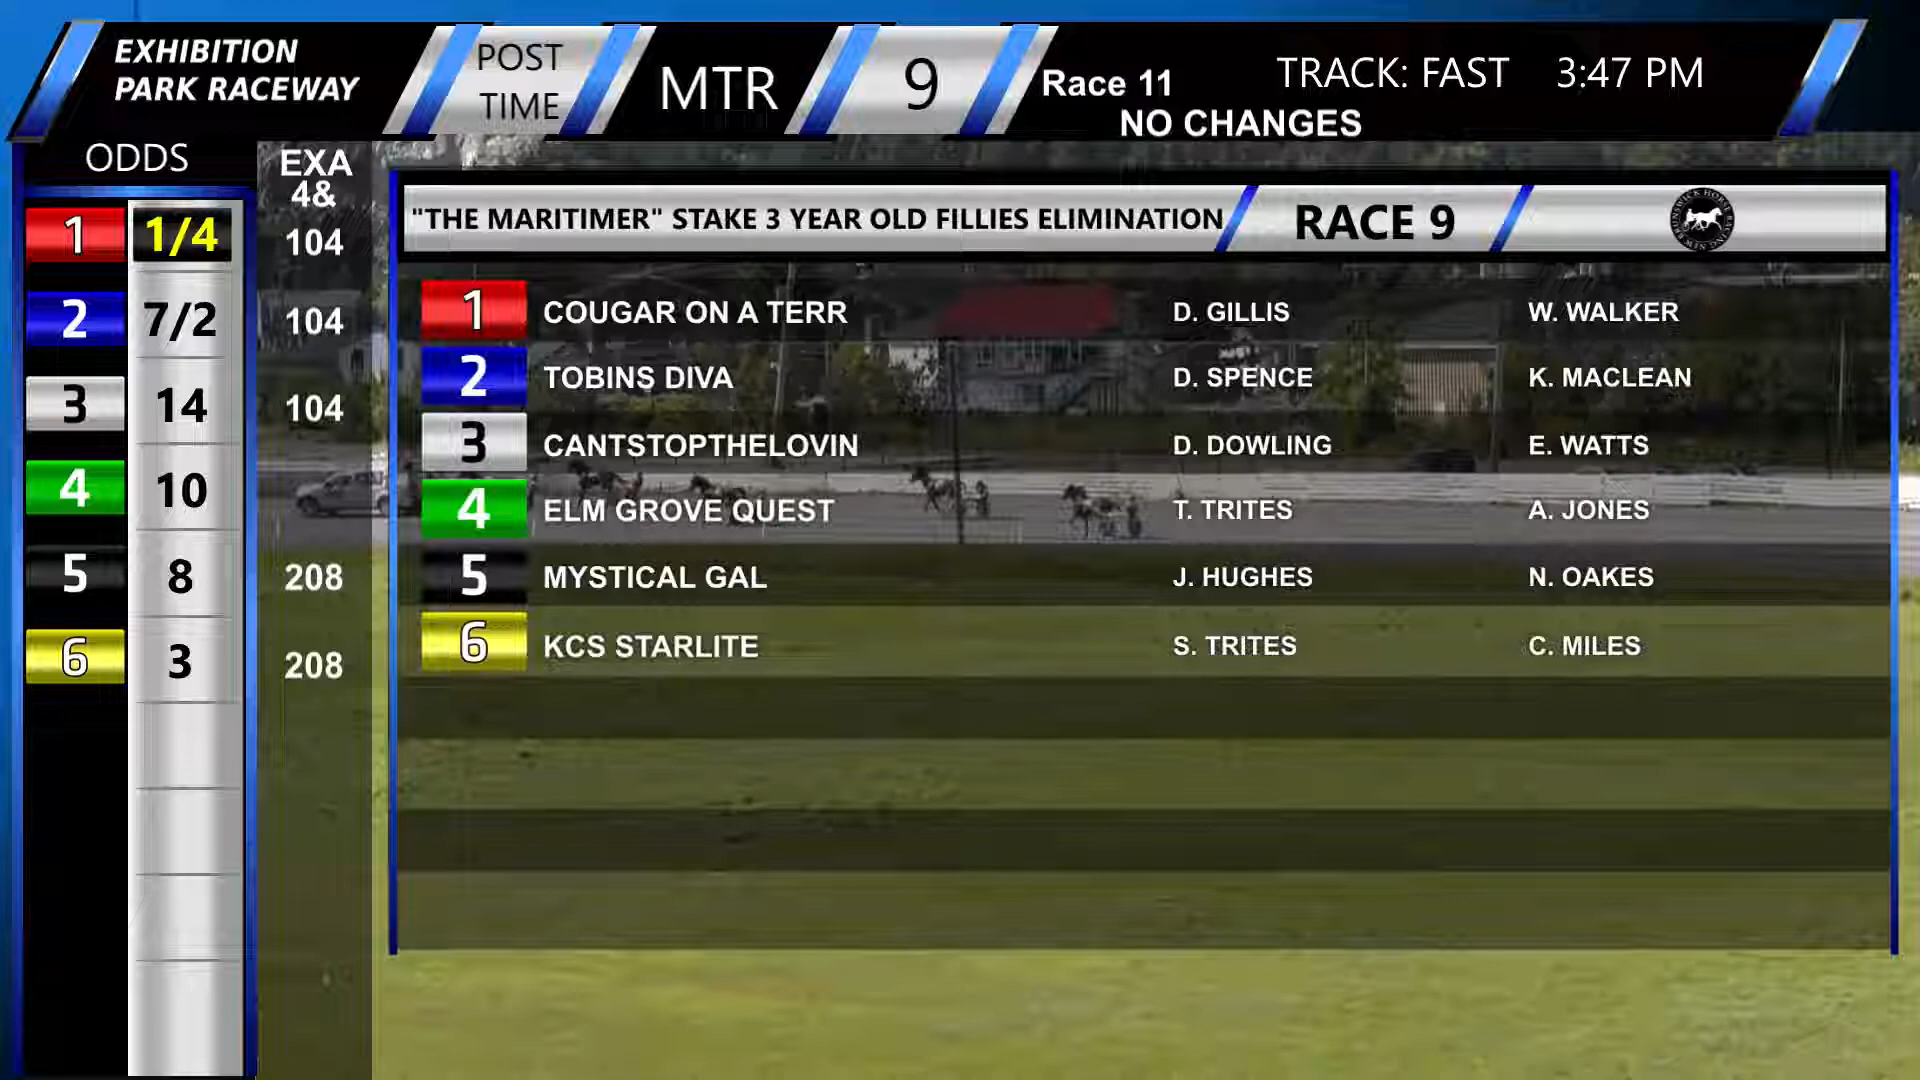 EXHIBITION
PARK RACEWAY
POST
TIME
MTR
9
Race 11
NO CHANGES
TRACK: FAST
3:47 PM
ODDS
EXA
4&
1 1/4 104
2 7/2 104
3 14 104
4 10
5 8 208
6 3 208
"THE MARITIMER" STAKE 3 YEAR OLD FILLIES ELIMINATION
RACE 9
1 COUGAR ON A TERR D. GILLIS W. WALKER
2 TOBINS DIVA D. SPENCE K. MACLEAN
3 CANTSTOPTHELOVIN D. DOWLING E. WATTS
4 ELM GROVE QUEST T. TRITES A. JONES
5 MYSTICAL GAL J. HUGHES N. OAKES
6 KCS STARLITE S. TRITES C. MILES